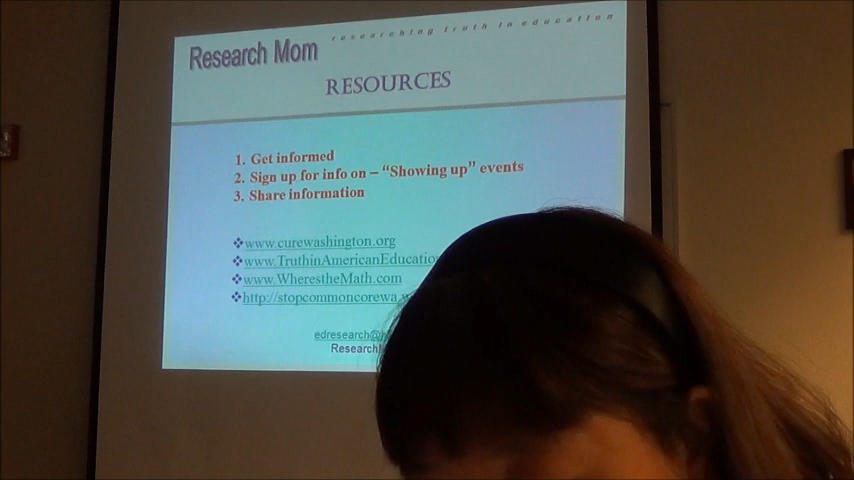 researching truth in education
Research Mom
RESOURCES
1. Get informed
2. Sign up for info on – “Showing up” events
3. Share information
❖www.curewashington.org
❖www.TruthinAmericanEducatio
❖www.WherestheMath.com
❖http://stopcommoncorewa.
edresearch@
Research